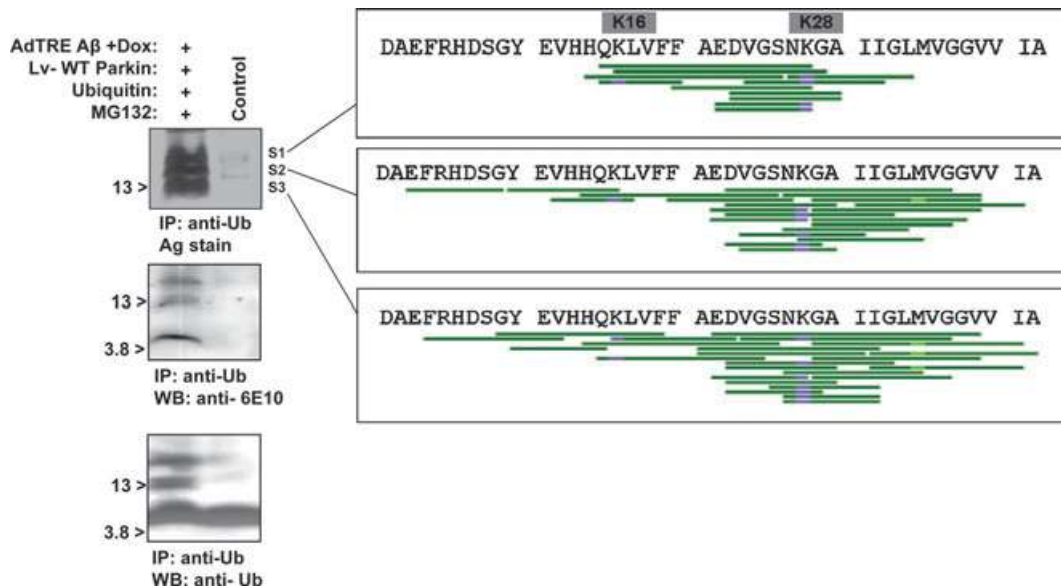 AdTRE Aβ +Dox: +
Lv- WT Parkin: +
Ubiquitin: +
MG132: +
Control
S1
S2
S3
13 >
IP: anti-Ub
Ag stain
13 >
3.8 >
IP: anti-Ub
WB: anti- 6E10
13 >
3.8 >
IP: anti-Ub
WB: anti- Ub
K16 K28
DAEFRHDSGY EVHHQKLVFF AEDVGSNKGA IIGLMVGGVV IA
DAEFRHDSGY EVHHQKLVFF AEDVGSNKGA IIGLMVGGVV IA
DAEFRHDSGY EVHHQKLVFF AEDVGSNKGA IIGLMVGGVV IA